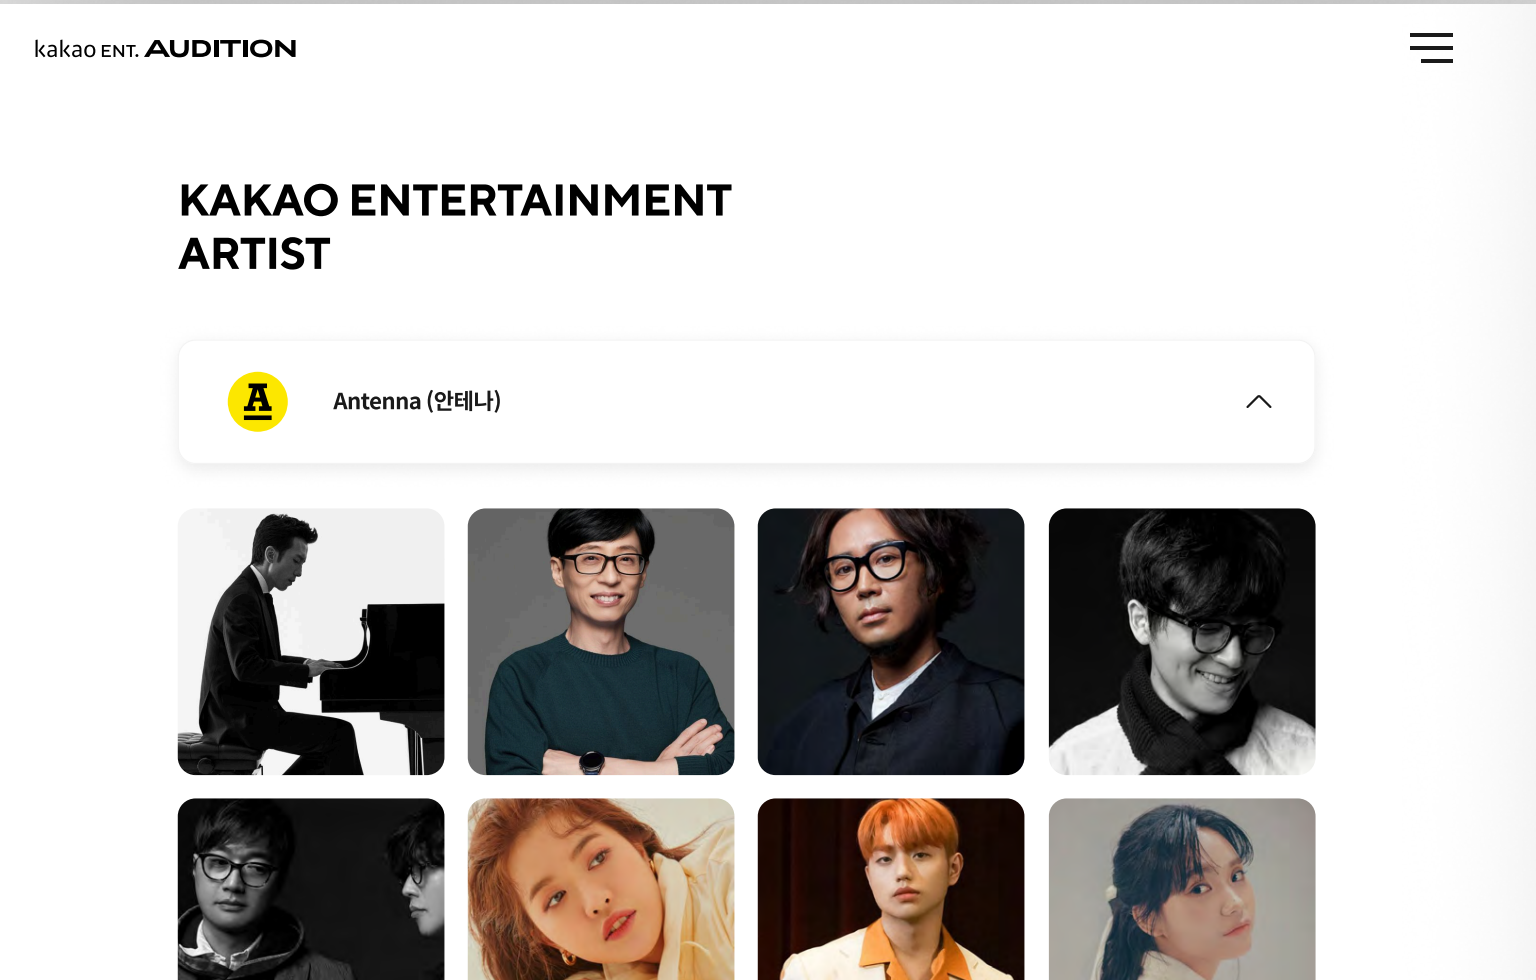 kakao ENT. AUDITION
KAKAO ENTERTAINMENT
ARTIST
A
Antenna (안테나)